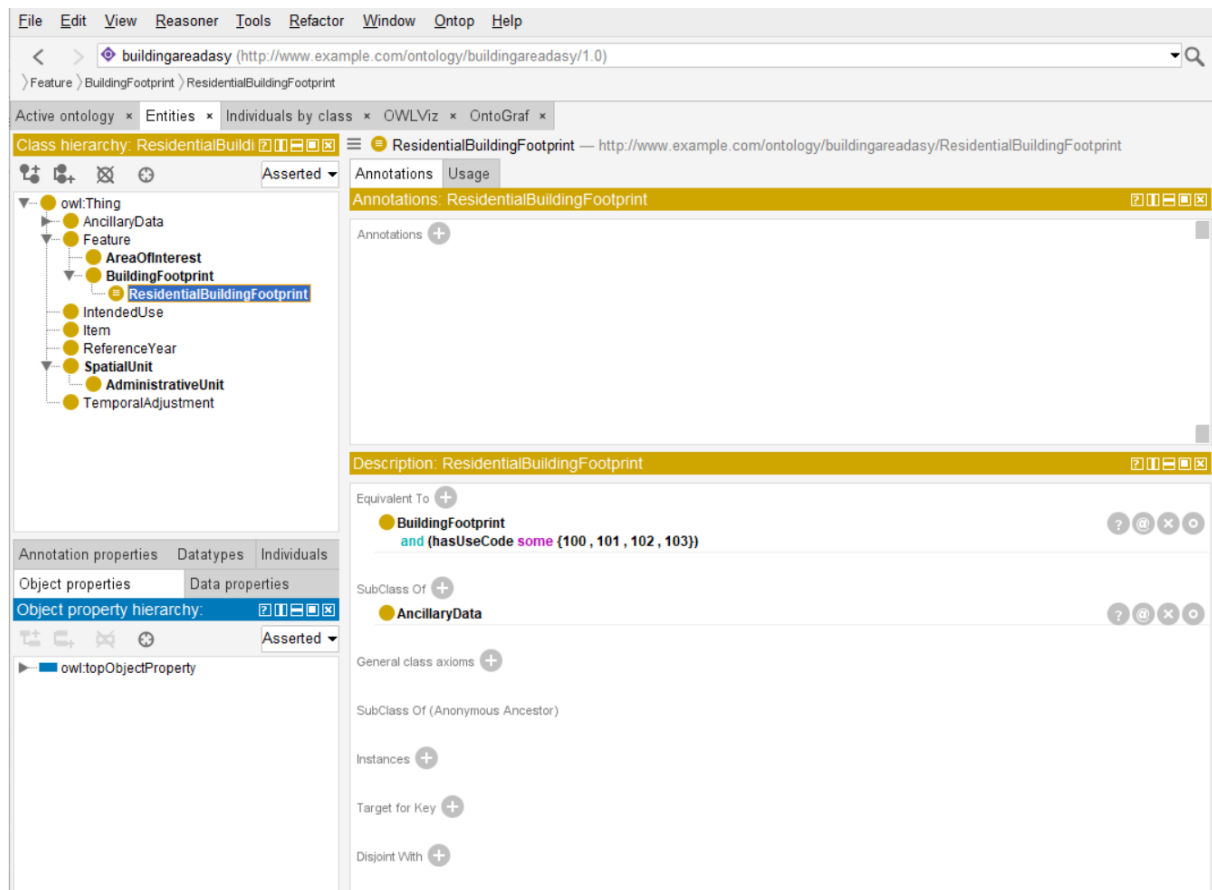 File Edit View Reasoner Tools Refactor Window Ontop Help
buildingareadasy (http://www.example.com/ontology/buildingareadasy/1.0)
Feature BuildingFootprint ResidentialBuildingFootprint
Active ontology × Entities × Individuals by class × OWLViz × OntoGraf ×
Class hierarchy: ResidentialBuildi
Asserted
owl:Thing
AncillaryData
Feature
AreaOfInterest
BuildingFootprint
ResidentialBuildingFootprint
IntendedUse
Item
ReferenceYear
SpatialUnit
AdministrativeUnit
TemporalAdjustment
Annotation properties Datatypes Individuals
Object properties Data properties
Object property hierarchy:
Asserted
owl:topObjectProperty
ResidentialBuildingFootprint — http://www.example.com/ontology/buildingareadasy/ResidentialBuildingFootprint
Annotations Usage
Annotations: ResidentialBuildingFootprint
Annotations
Description: ResidentialBuildingFootprint
Equivalent To
BuildingFootprint
and (hasUseCode some {100 , 101 , 102 , 103})
SubClass Of
AncillaryData
General class axioms
SubClass Of (Anonymous Ancestor)
Instances
Target for Key
Disjoint With